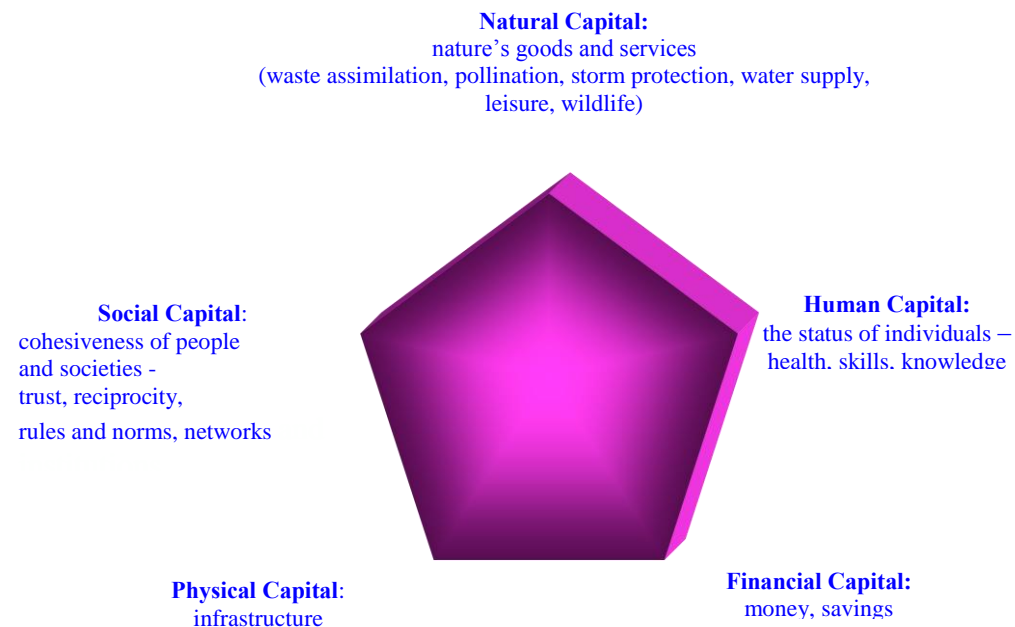 Natural Capital:
nature’s goods and services
(waste assimilation, pollination, storm protection, water supply,
leisure, wildlife)
Social Capital:
cohesiveness of people
and societies -
trust, reciprocity,
rules and norms, networks
Human Capital:
the status of individuals –
health, skills, knowledge
Physical Capital:
infrastructure
Financial Capital:
money, savings